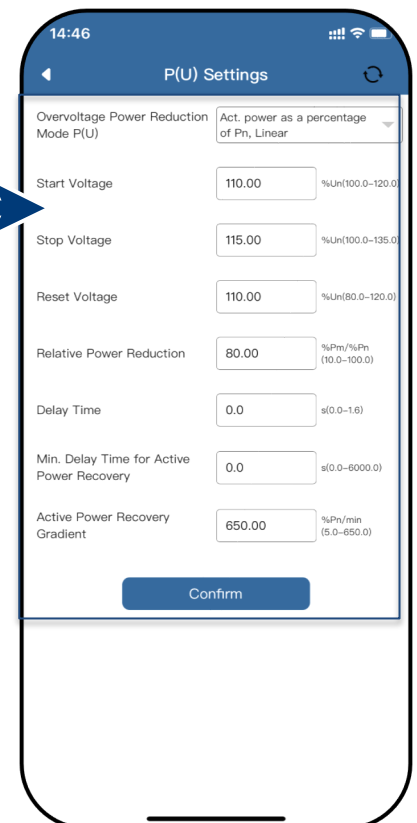 14:46
P(U) Settings
Overvoltage Power Reduction
Mode P(U)
Act. power as a percentage
of Pn, Linear
Start Voltage
110.00
%Un(100.0–120.0)
Stop Voltage
115.00
%Un(100.0–135.0)
Reset Voltage
110.00
%Un(80.0–120.0)
Relative Power Reduction
80.00
%Pm/%Pn
(10.0–100.0)
Delay Time
0.0
s(0.0–1.6)
Min. Delay Time for Active
Power Recovery
0.0
s(0.0–6000.0)
Active Power Recovery
Gradient
650.00
%Pn/min
(5.0–650.0)
Confirm